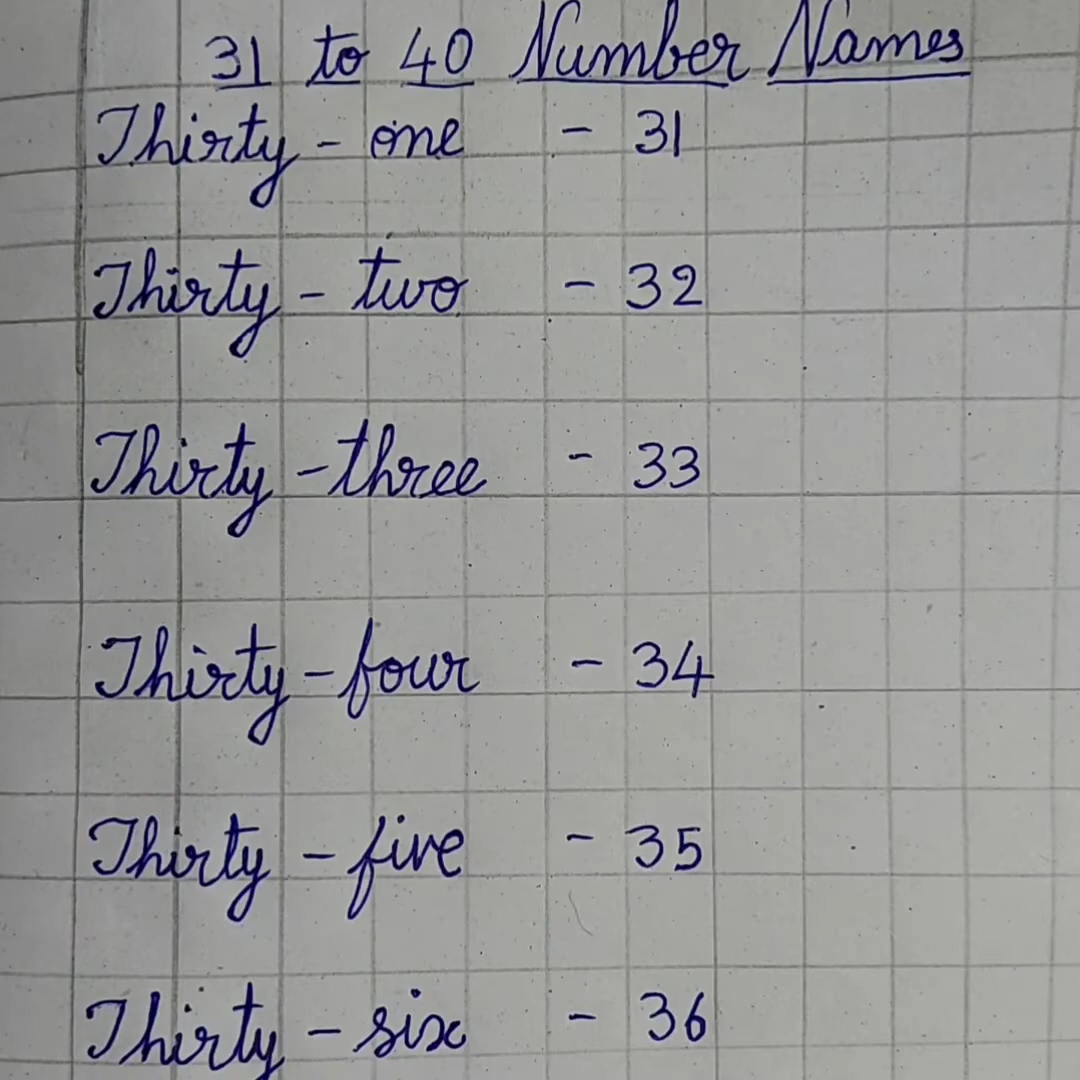 31 to 40 Number Names
Thirty - one - 31
Thirty - two - 32
Thirty - three - 33
Thirty - four - 34
Thirty - five - 35
Thirty - six - 36